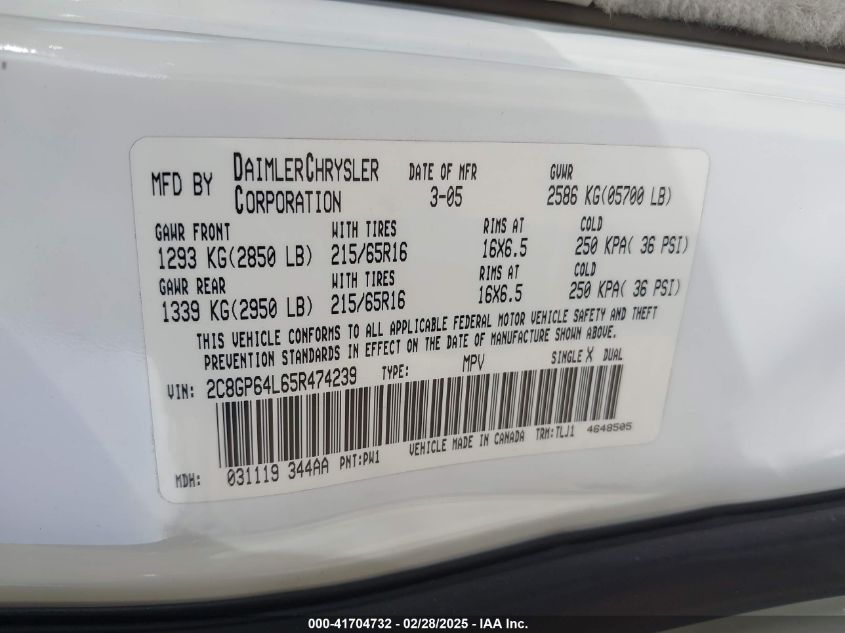 MFD BY DAIMLERCHRYSLER CORPORATION
DATE OF MFR 3-05
GVWR 2586 KG(05700 LB)
GAWR FRONT WITH TIRES RIMS AT COLD
1293 KG(2850 LB) 215/65R16 16X6.5 250 KPA( 36 PSI)
GAWR REAR WITH TIRES RIMS AT COLD
1339 KG(2950 LB) 215/65R16 16X6.5 250 KPA( 36 PSI)
THIS VEHICLE CONFORMS TO ALL APPLICABLE FEDERAL MOTOR VEHICLE SAFETY AND THEFT
PREVENTION STANDARDS IN EFFECT ON THE DATE OF MANUFACTURE SHOWN ABOVE.
VIN: 2C8GP64L65R474239 TYPE: MPV SINGLE X DUAL
VEHICLE MADE IN CANADA TRM:TLJ1 4648505
MDH: 031119 344AA PNT:PW1
000-41704732 - 02/28/2025 - IAA Inc.